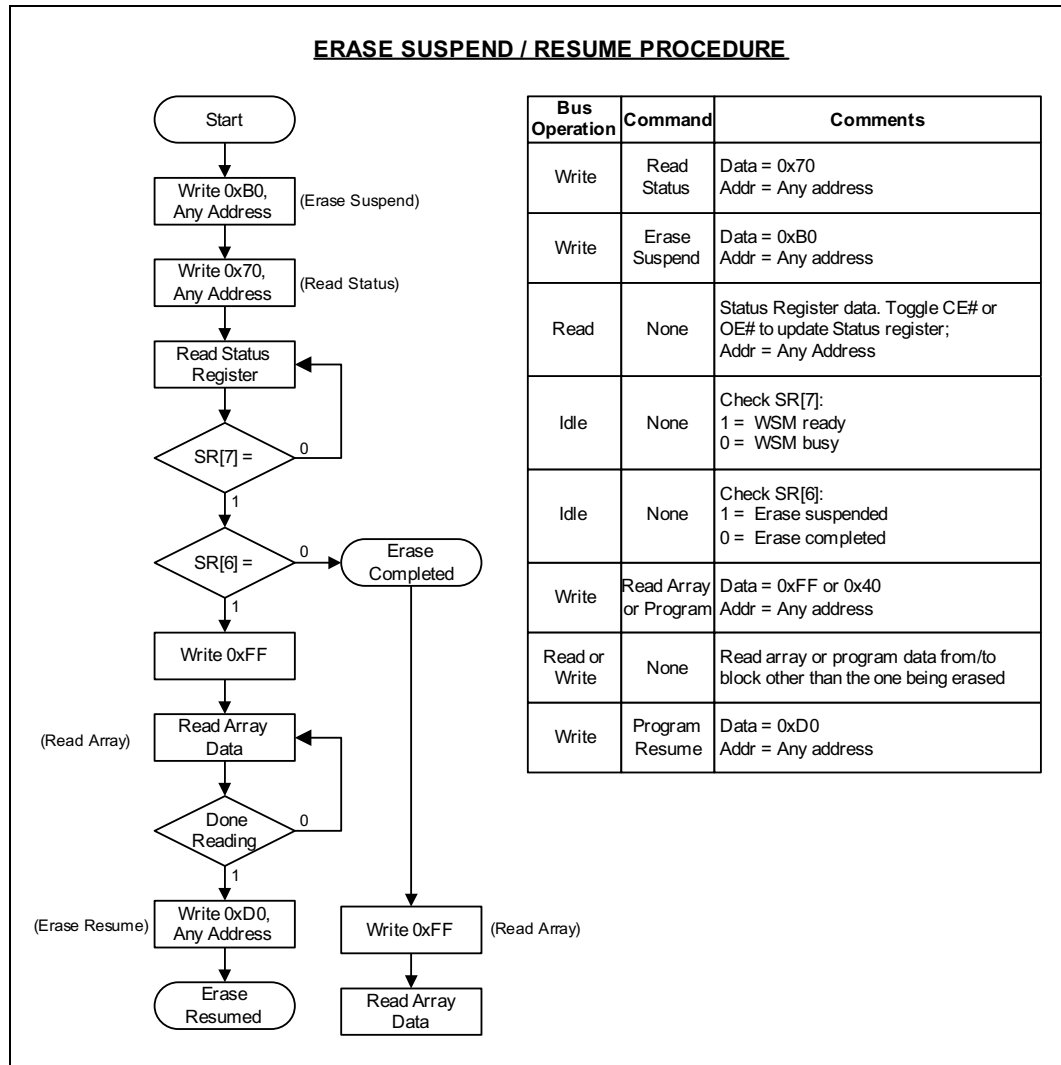 ERASE SUSPEND / RESUME PROCEDURE
Start
Write 0xB0,
Any Address
(Erase Suspend)
Write 0x70,
Any Address
(Read Status)
Read Status
Register
SR[7] =
0
1
SR[6] =
0
Erase
Completed
1
Write 0xFF
(Read Array)
Read Array
Data
Done
Reading
0
1
(Erase Resume)
Write 0xD0,
Any Address
Erase
Resumed
Write 0xFF
(Read Array)
Read Array
Data
Bus
Operation
Command
Comments
Write
Read
Status
Data = 0x70
Addr = Any address
Write
Erase
Suspend
Data = 0xB0
Addr = Any address
Read
None
Status Register data. Toggle CE# or
OE# to update Status register;
Addr = Any Address
Idle
None
Check SR[7]:
1 = WSM ready
0 = WSM busy
Idle
None
Check SR[6]:
1 = Erase suspended
0 = Erase completed
Write
Read Array
or Program
Data = 0xFF or 0x40
Addr = Any address
Read or
Write
None
Read array or program data from/to
block other than the one being erased
Write
Program
Resume
Data = 0xD0
Addr = Any address